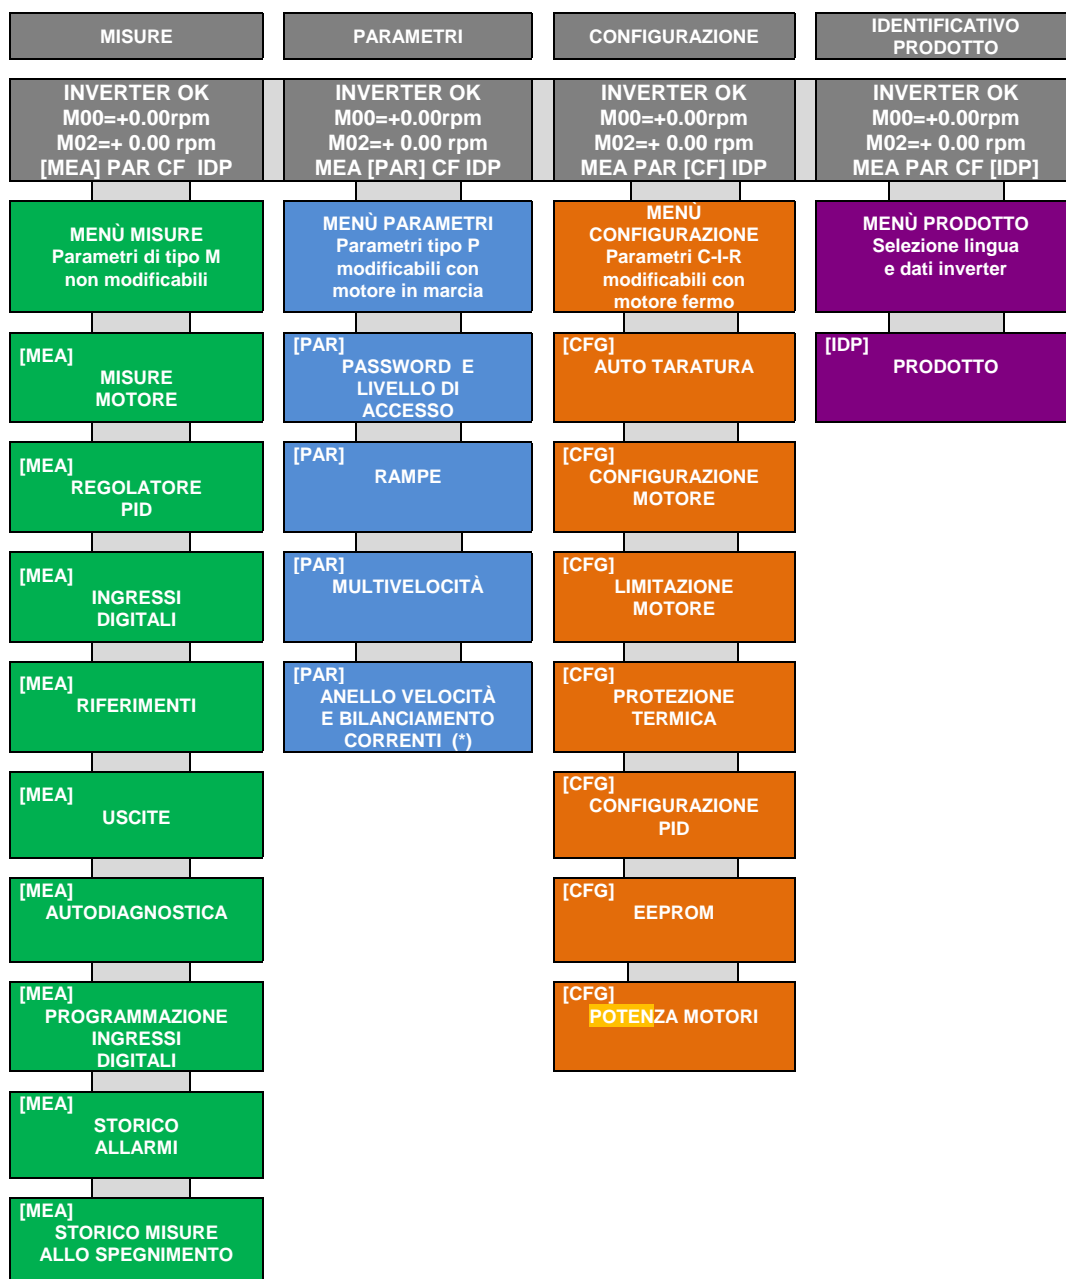 MISURE
PARAMETRI
CONFIGURAZIONE
IDENTIFICATIVO
PRODOTTO
INVERTER OK
M00=+0.00rpm
M02=+ 0.00 rpm
[MEA] PAR CF IDP
INVERTER OK
M00=+0.00rpm
M02=+ 0.00 rpm
MEA [PAR] CF IDP
INVERTER OK
M00=+0.00rpm
M02=+ 0.00 rpm
MEA PAR [CF] IDP
INVERTER OK
M00=+0.00rpm
M02=+ 0.00 rpm
MEA PAR CF [IDP]
MENÙ MISURE
Parametri di tipo M
non modificabili
[MEA]
MISURE
MOTORE
[MEA]
REGOLATORE
PID
[MEA]
INGRESSI
DIGITALI
[MEA]
RIFERIMENTI
[MEA]
USCITE
[MEA]
AUTODIAGNOSTICA
[MEA]
PROGRAMMAZIONE
INGRESSI
DIGITALI
[MEA]
STORICO
ALLARMI
[MEA]
STORICO MISURE
ALLO SPEGNIMENTO
MENÙ PARAMETRI
Parametri tipo P
modificabili con
motore in marcia
[PAR]
PASSWORD E
LIVELLO DI
ACCESSO
[PAR]
RAMPE
[PAR]
MULTIVELOCITÀ
[PAR]
ANELLO VELOCITÀ
E BILANCIAMENTO
CORRENTI (*)
MENÙ
CONFIGURAZIONE
Parametri C-I-R
modificabili con
motore fermo
[CFG]
AUTO TARATURA
[CFG]
CONFIGURAZIONE
MOTORE
[CFG]
LIMITAZIONE
MOTORE
[CFG]
PROTEZIONE
TERMICA
[CFG]
CONFIGURAZIONE
PID
[CFG]
EEPROM
[CFG]
POTENZA MOTORI
MENÙ PRODOTTO
Selezione lingua
e dati inverter
[IDP]
PRODOTTO